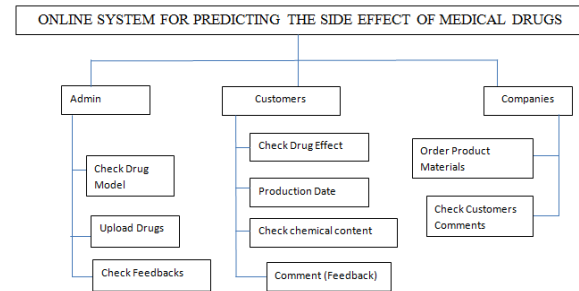 ONLINE SYSTEM FOR PREDICTING THE SIDE EFFECT OF MEDICAL DRUGS
Admin
Check Drug
Model
Upload Drugs
Check Feedbacks
Customers
Check Drug Effect
Production Date
Check chemical content
Comment (Feedback)
Companies
Order Product
Materials
Check Customers
Comments